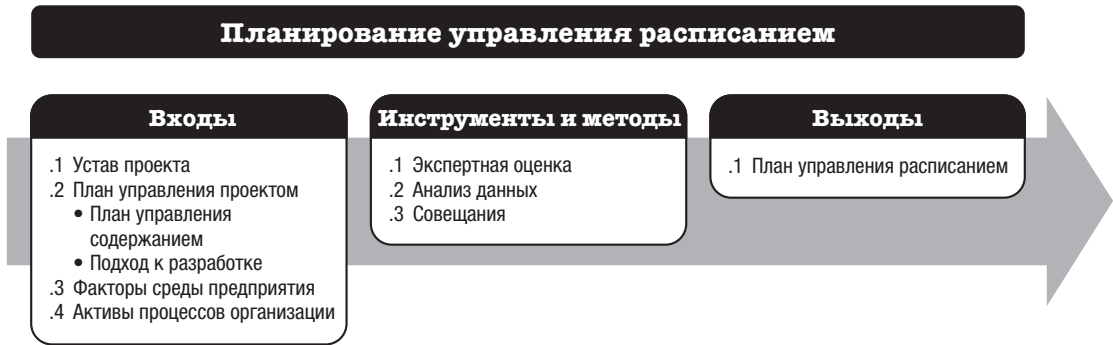 Планирование управления расписанием
Входы
.1 Устав проекта
.2 План управления проектом
• План управления
содержанием
• Подход к разработке
.3 Факторы среды предприятия
.4 Активы процессов организации
Инструменты и методы
.1 Экспертная оценка
.2 Анализ данных
.3 Совещания
Выходы
.1 План управления расписанием